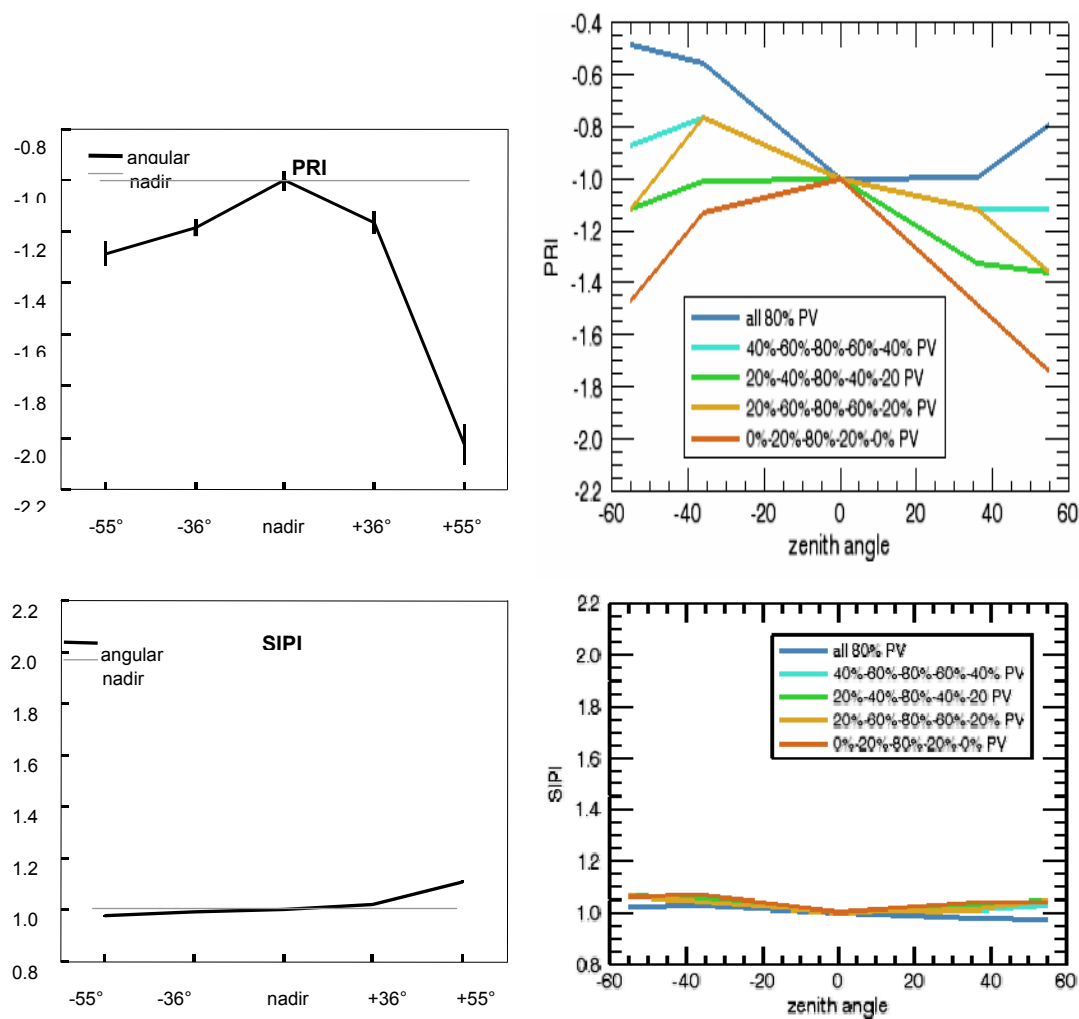 -0.8
-1.0
-1.2
-1.4
-1.6
-1.8
-2.0
-2.2
angular
nadir
PRI
-55° -36° nadir +36° +55°
-0.4
-0.6
-0.8
-1.0
-1.2
-1.4
-1.6
-1.8
-2.0
-2.2
PRI
all 80% PV
40%-60%-80%-60%-40% PV
20%-40%-80%-40%-20 PV
20%-60%-80%-60%-20% PV
0%-20%-80%-20%-0% PV
-60 -40 -20 0 20 40 60
zenith angle
2.2
2.0
1.8
1.6
1.4
1.2
1.0
0.8
angular
nadir
SIPI
-55° -36° nadir +36° +55°
2.2
2.0
1.8
1.6
1.4
1.2
1.0
0.8
SIPI
all 80% PV
40%-60%-80%-60%-40% PV
20%-40%-80%-40%-20 PV
20%-60%-80%-60%-20% PV
0%-20%-80%-20%-0% PV
-60 -40 -20 0 20 40 60
zenith angle